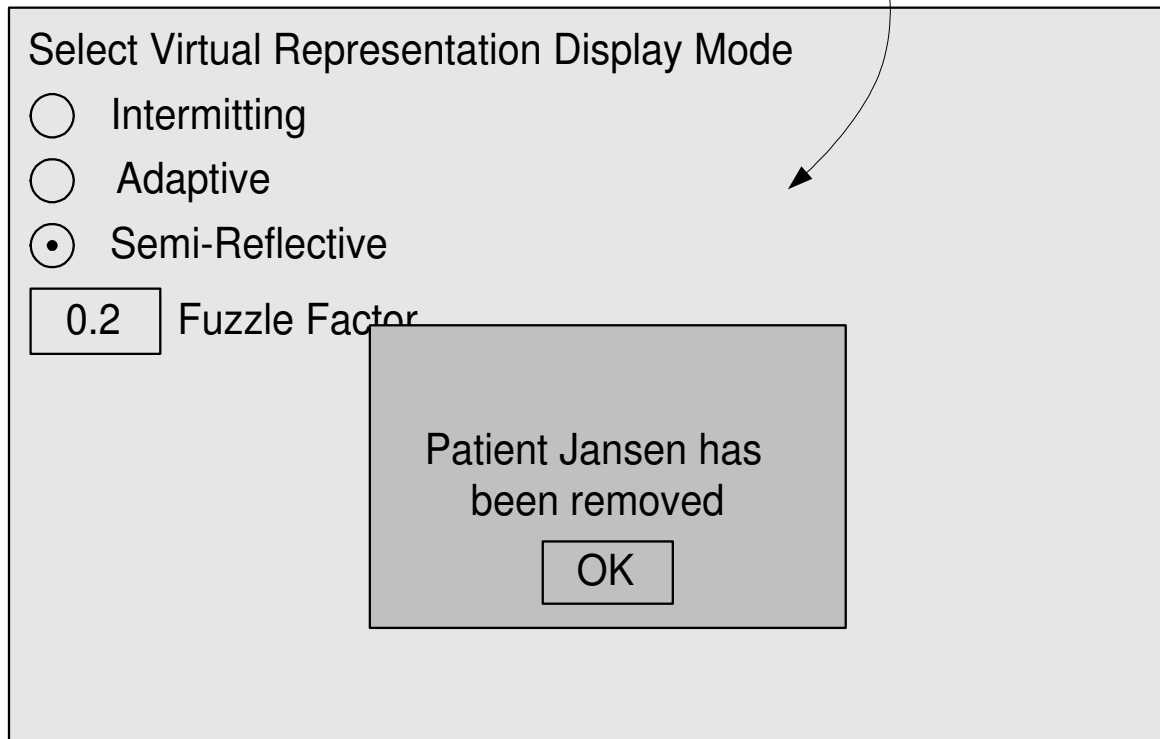 Select Virtual Representation Display Mode
Intermitting
Adaptive
Semi-Reflective
0.2 Fuzzle Factor
Patient Jansen has
been removed
OK